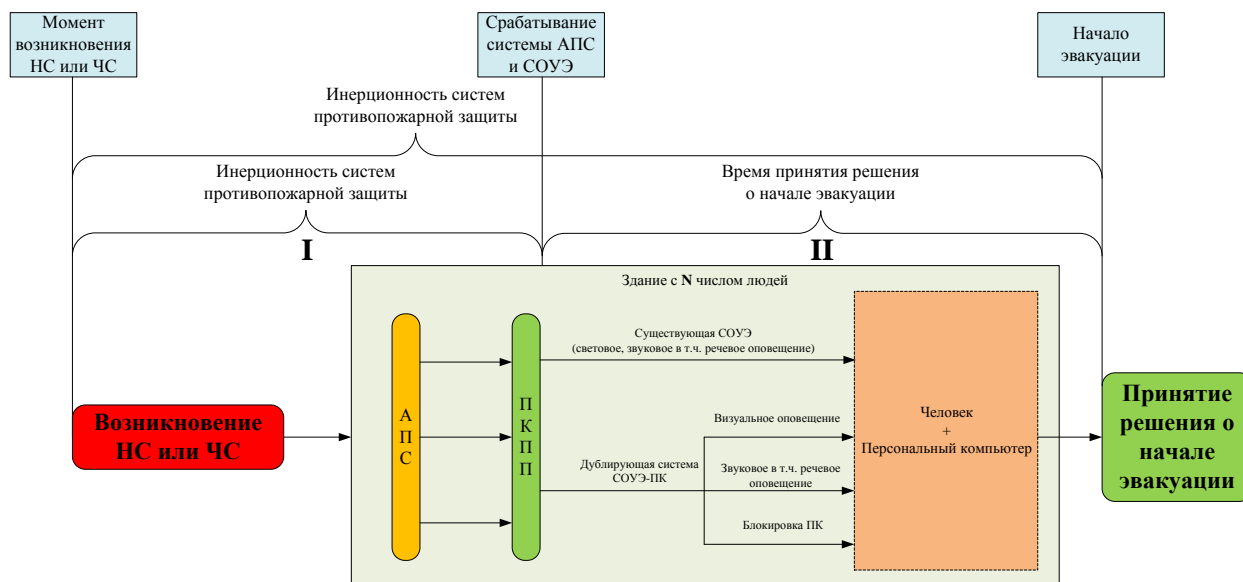 Момент
возникновения
НС или ЧС
Срабатывание
системы АПС
и СОУЭ
Начало
эвакуации
Инерционность систем
противопожарной защиты
Инерционность систем
противопожарной защиты
Время принятия решения
о начале эвакуации
I
II
Здание с N числом людей
Существующая СОУЭ
(световое, звуковое в т.ч. речевое оповещение)
Возникновение
НС или ЧС
А
П
С
П
К
П
П
Визуальное оповещение
Дублирующая система
СОУЭ-ПК
Звуковое в т.ч. речевое
оповещение
Блокировка ПК
Человек
+
Персональный компьютер
Принятие
решения о
начале
эвакуации